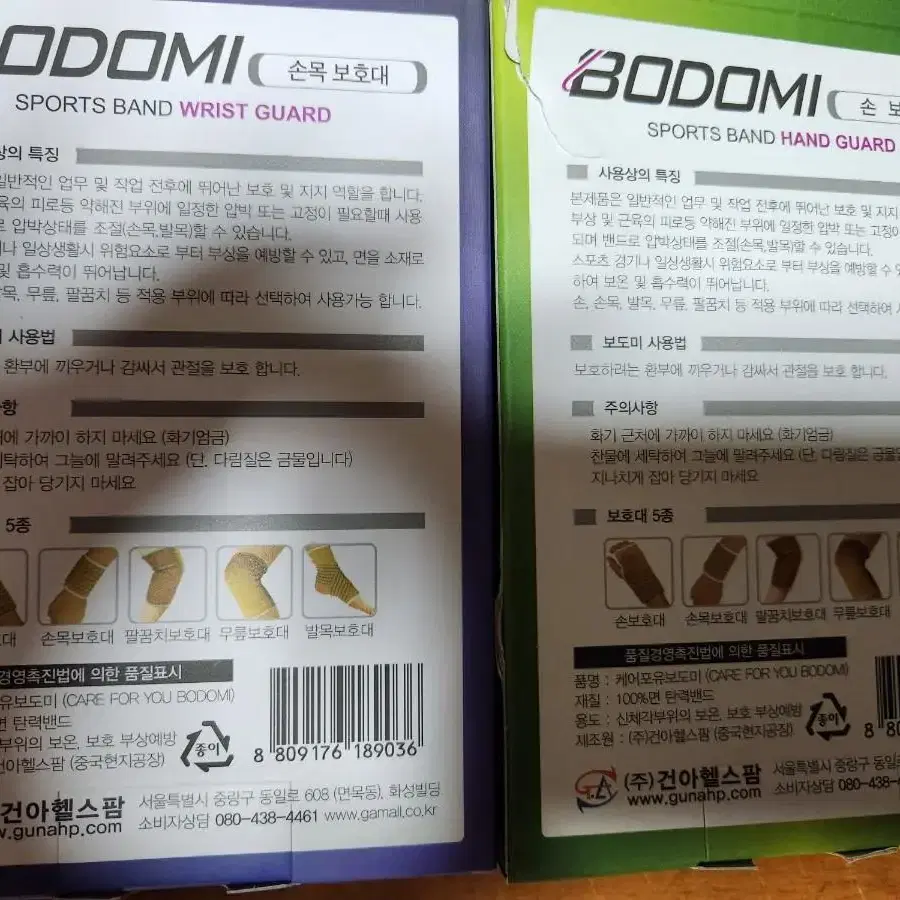 ODOMI 손목 보호대
SPORTS BAND WRIST GUARD
상의 특징
일반적인 업무 및 작업 전후에 뛰어난 보호 및 지지 역힐을 합니다.
근육의 피로등 약해진 부위에 일정한 압박 또는 고정이 필요할때 사용
로 압박상태를 조절(손목,발목)할 수 있습니다.
나 일상생활시 위험요소로 부터 부상을 예방할 수 있고, 면을 소재로
및 흡수력이 뛰어납니다.
발목, 무릎, 팔꿈치 등 적용 부위에 따라 선택하여 사용가능 합니다.
사용법
환부에 끼우거나 감싸서 관절을 보호 합니다.
사항
처에 가까이 하지 마세요 (화기엄금)
세탁하여 그늘에 말려주세요 (단, 다림질은 금물입니다)
잡아 당기지 마세요
5종
대 손목보호대 팔꿈치보호대 무릎보호대 발목보호대
경영촉진법에 의한 품질표시
유보도미 (CARE FOR YOU BODOMI)
면 탄력밴드
부위의 보온, 보호 부상예방
건아헬스팜 (중국현지공장)
종이
8 809176 189036
건아헬스팜
www.gunahp.com
서울특별시 중랑구 동일로 608 (면목동), 화성빌딩
소비자상담 080-438-4461 www.gamall.co.kr
BODOMI 손 보
SPORTS BAND HAND GUARD
사용상의 특징
본제품은 일반적인 업무 및 작업 전후에 뛰어난 보호 및 지지
부상 및 근육의 피로등 약해진 부위에 일정한 압박 또는 고정이
되며 밴드로 압박상태를 조절(손목,발목)할 수 있습니다.
스포츠 경기나 일상생활시 위험요소로 부터 부상을 예방할 수 있
하여 보온 및 흡수력이 뛰어납니다.
손, 손목, 발목, 무릎, 팔꿈치 등 적용 부위에 따라 선택하여 사
보도미 사용법
보호하려는 환부에 끼우거나 감싸서 관절을 보호 합니다.
주의사항
화기 근처에 가까이 하지 마세요 (화기엄금)
찬물에 세탁하여 그늘에 말려주세요 (단, 다림질은 금물
지나치게 잡아 당기지 마세요
보호대 5종
손보호대 손목보호대 팔꿈치보호대 무릎보호대
품질경영촉진법에 의한 품질표시
품명 : 케어포유보도미 (CARE FOR YOU BODOMI)
재질 : 100%면 탄력밴드
용도 : 신체각부위의 보온, 보호 부상예방
제조원 : (주)건아헬스팜 (중국현지공장)
종이
8 80
(주)건아헬스팜
www.gunahp.com
서울특별시 중랑구 동일로
소비자상담 080-438-4